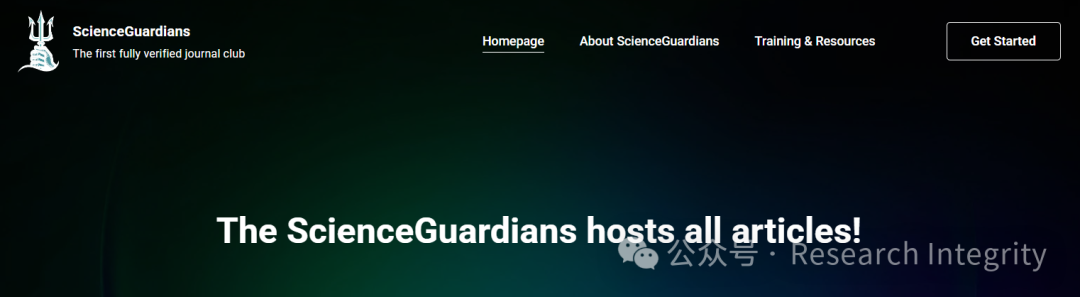 ScienceGuardians
The first fully verified journal club
Homepage
About ScienceGuardians
Training & Resources
Get Started
The ScienceGuardians hosts all articles!
公众号 · Research Integrity